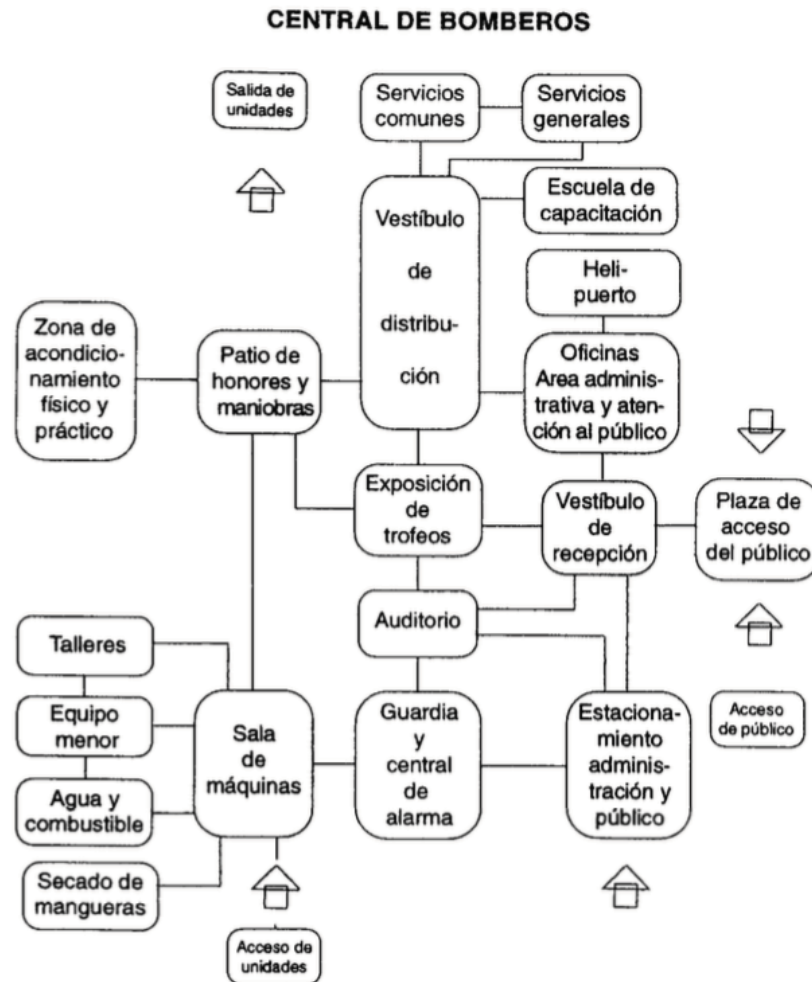 CENTRAL DE BOMBEROS
Salida de
unidades
Servicios
comunes
Servicios
generales
Vestíbulo
de
distribu-
ción
Escuela de
capacitación
Heli-
puerto
Zona de
acondicio-
namiento
físico y
práctico
Patio de
honores y
maniobras
Oficinas
Area adminis-
trativa y aten-
ción al público
Exposición
de
trofeos
Vestíbulo
de
recepción
Plaza de
acceso
del público
Auditorio
Talleres
Equipo
menor
Agua y
combustible
Secado de
mangueras
Sala
de
máquinas
Guardia
y
central
de
alarma
Estaciona-
miento
adminis-
tración y
público
Acceso
de público
Acceso de
unidades